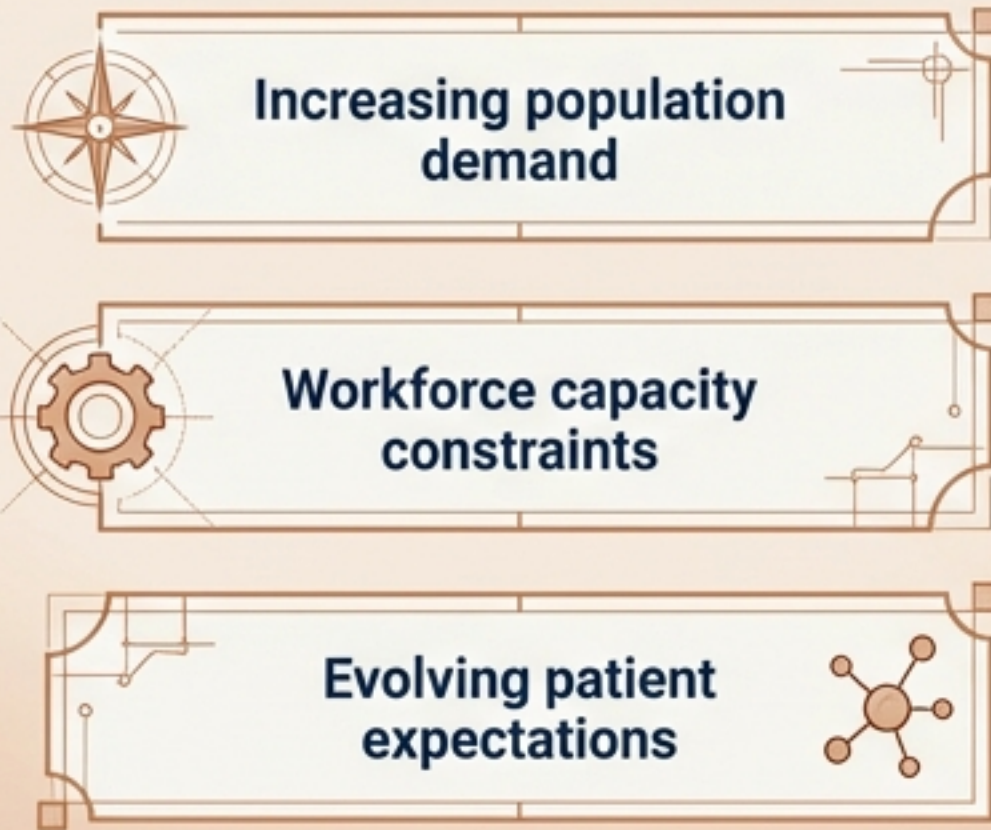 Increasing population
demand
Workforce capacity
constraints
Evolving patient
expectations